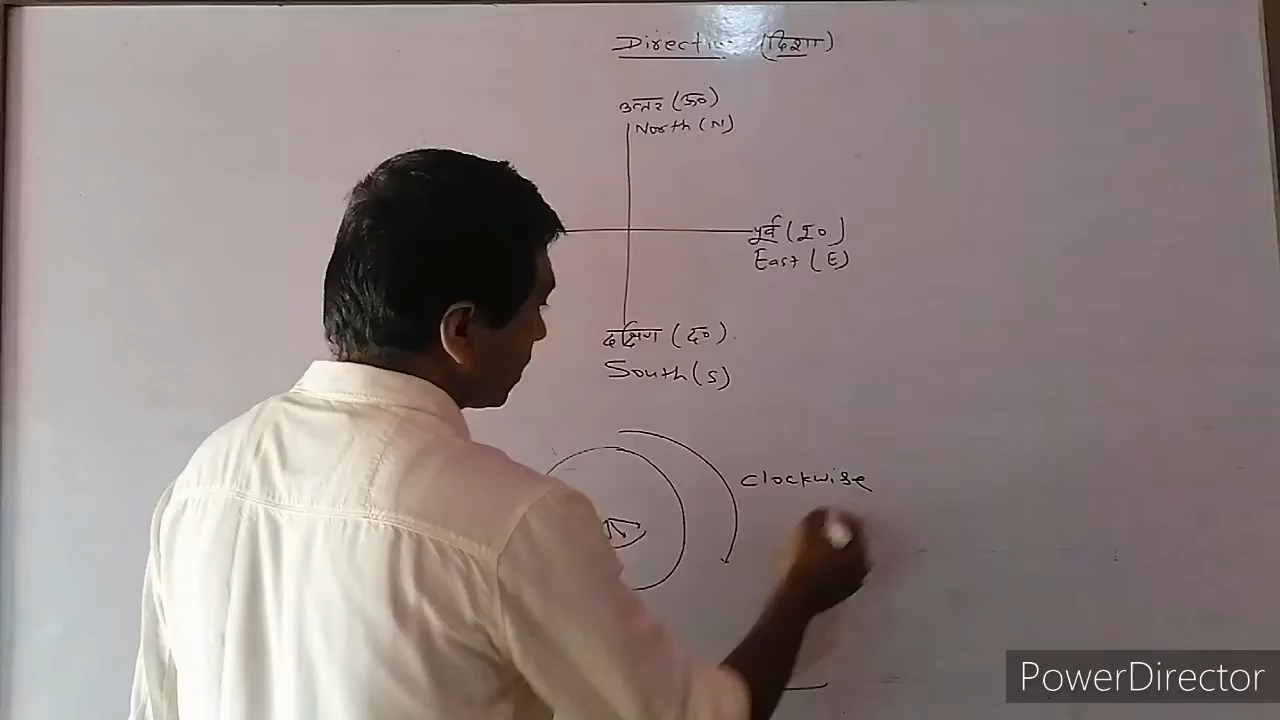 Direction (दिशा)
उत्तर (उ०)
North (N)
पूर्व (पू०)
East (E)
दक्षिण (द०)
South (S)
Clockwise
PowerDirector